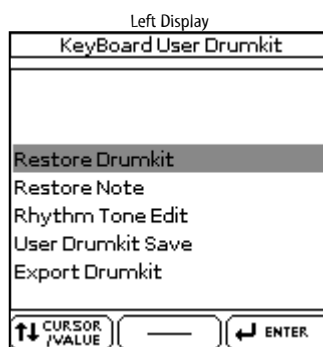 Left Display
KeyBoard User Drumkit
Restore Drumkit
Restore Note
Rhythm Tone Edit
User Drumkit Save
Export Drumkit
CURSOR
/VALUE
ENTER